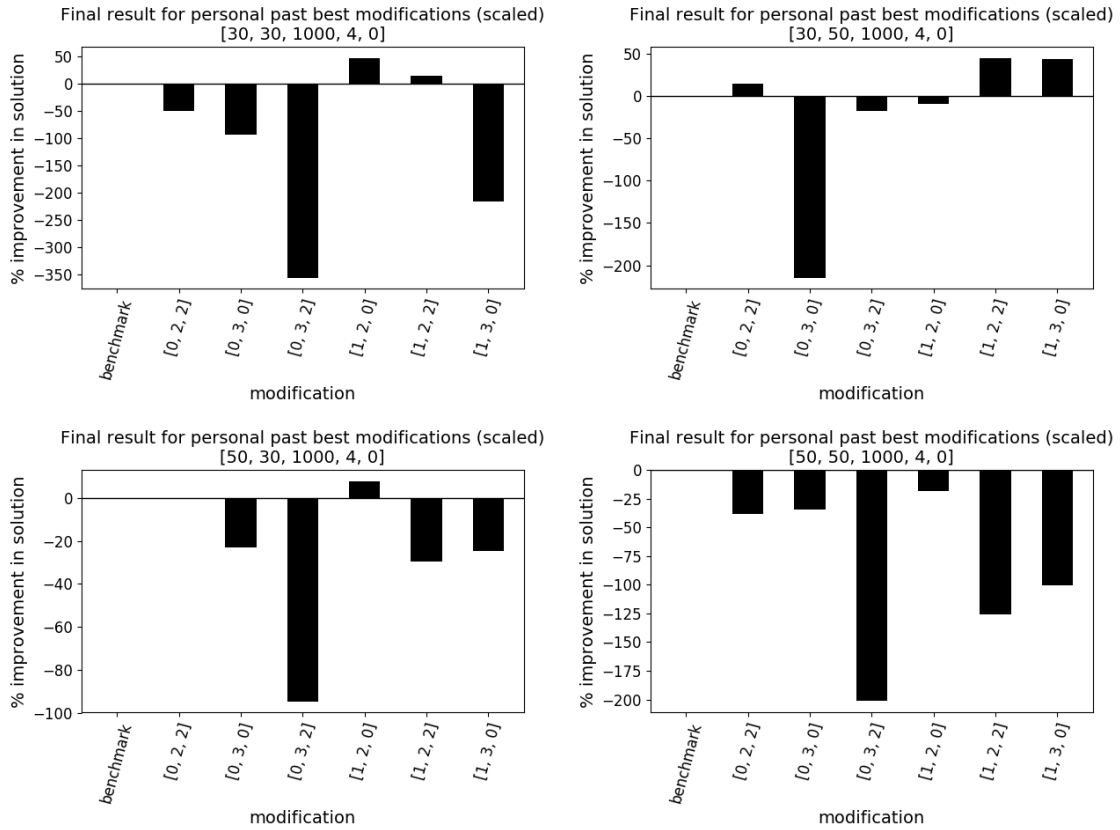 Final result for personal past best modifications (scaled)
[30, 30, 1000, 4, 0]
% improvement in solution
50
0
−50
−100
−150
−200
−250
−300
−350
benchmark
[0, 2, 2]
[0, 3, 0]
[0, 3, 2]
[1, 2, 0]
[1, 2, 2]
[1, 3, 0]
modification
Final result for personal past best modifications (scaled)
[30, 50, 1000, 4, 0]
% improvement in solution
50
0
−50
−100
−150
−200
benchmark
[0, 2, 2]
[0, 3, 0]
[0, 3, 2]
[1, 2, 0]
[1, 2, 2]
[1, 3, 0]
modification
Final result for personal past best modifications (scaled)
[50, 30, 1000, 4, 0]
% improvement in solution
0
−20
−40
−60
−80
−100
benchmark
[0, 2, 2]
[0, 3, 0]
[0, 3, 2]
[1, 2, 0]
[1, 2, 2]
[1, 3, 0]
modification
Final result for personal past best modifications (scaled)
[50, 50, 1000, 4, 0]
% improvement in solution
0
−25
−50
−75
−100
−125
−150
−175
−200
benchmark
[0, 2, 2]
[0, 3, 0]
[0, 3, 2]
[1, 2, 0]
[1, 2, 2]
[1, 3, 0]
modification